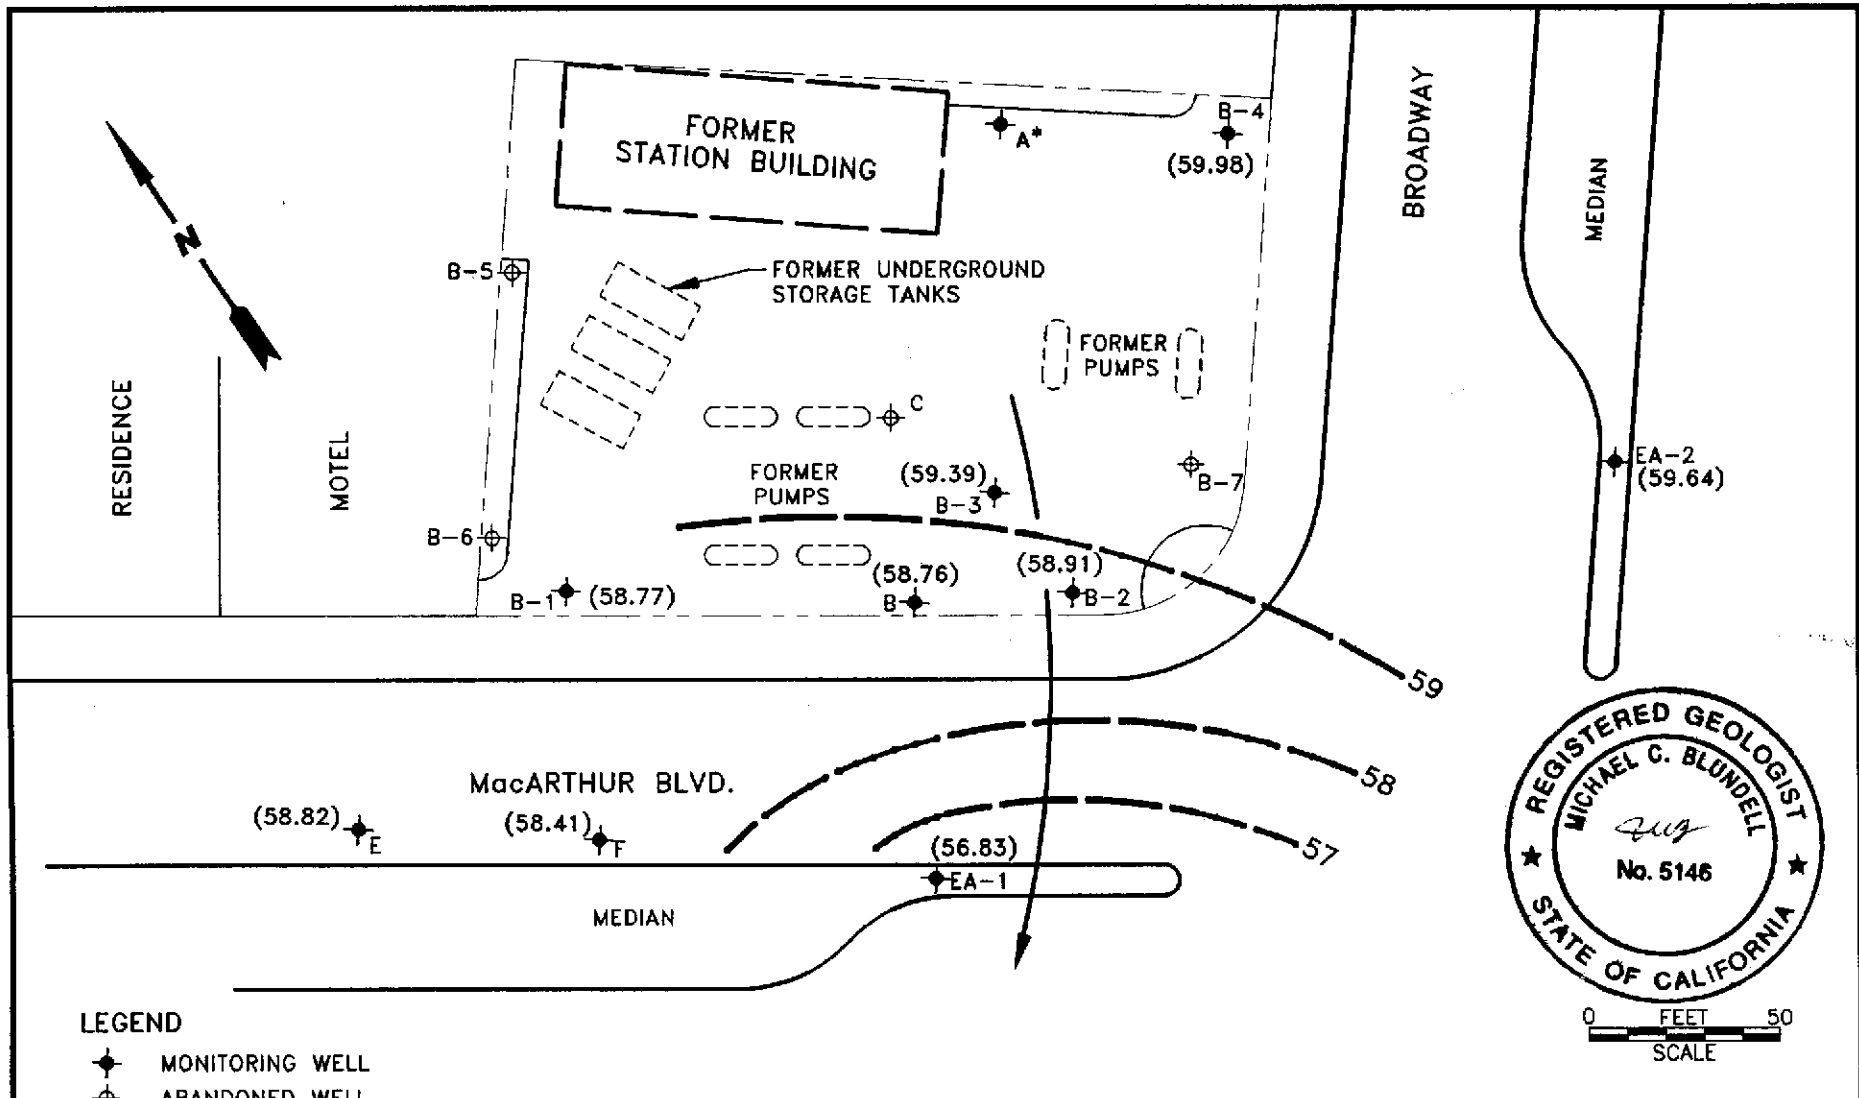 FORMER
STATION BUILDING
A*
B-4
(59.98)
BROADWAY
MEDIAN
N
B-5
FORMER UNDERGROUND
STORAGE TANKS
FORMER
PUMPS
RESIDENCE
MOTEL
C
FORMER
PUMPS
(59.39)
B-3
B-7
EA-2
(59.64)
B-6
(58.76)
(58.91)
B-1
(58.77)
B
B-2
59
MacARTHUR BLVD.
58
(58.82)
E
(58.41)
F
57
(56.83)
EA-1
MEDIAN
REGISTERED GEOLOGIST
MICHAEL C. BLUNDELL
No. 5146
STATE OF CALIFORNIA
0 FEET 50
SCALE
LEGEND
MONITORING WELL
ABANDONED WELL